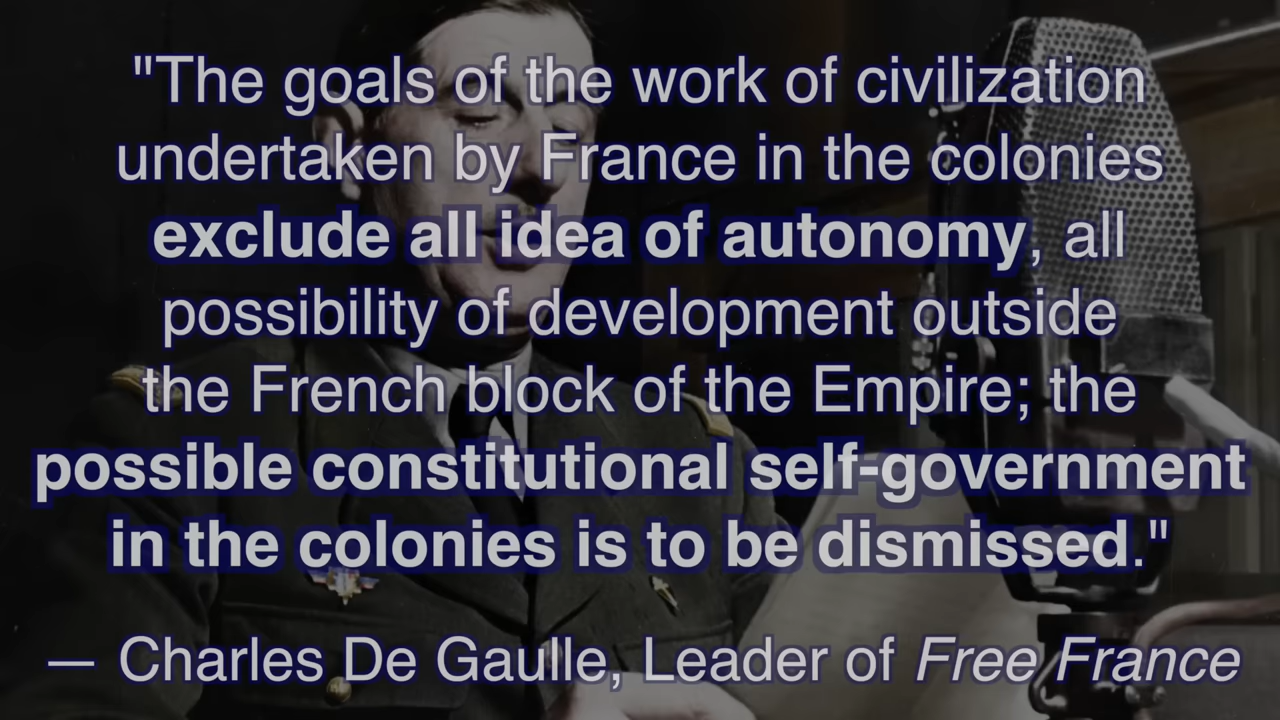 "The goals of the work of civilization
undertaken by France in the colonies
exclude all idea of autonomy, all
possibility of development outside
the French block of the Empire; the
possible constitutional self-government
in the colonies is to be dismissed."
— Charles De Gaulle, Leader of Free France